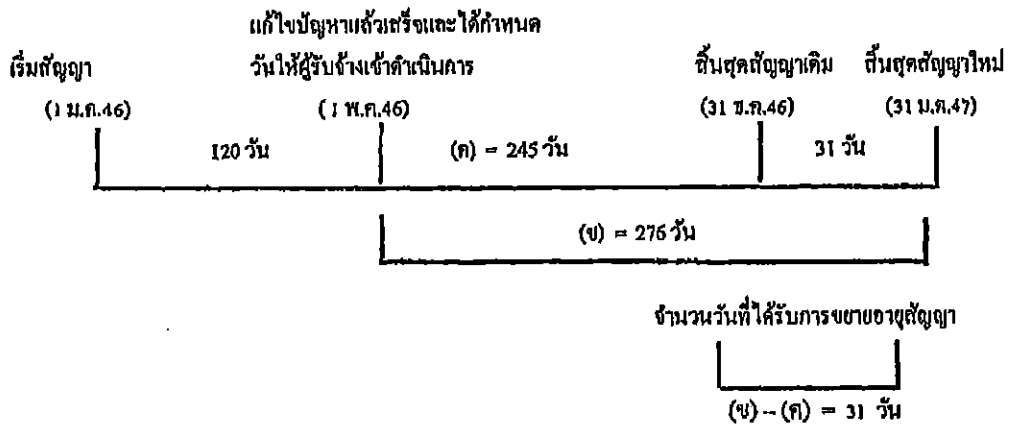 แก้ไขปัญหาแล้วเสร็จและได้กำหนด
เริ่มสัญญา วันให้ผู้รับจ้างเข้าดำเนินการ สิ้นสุดสัญญาเดิม สิ้นสุดสัญญาใหม่
(1 ม.ค.46) (1 พ.ค.46) (31 ธ.ค.46) (31 ม.ค.47)
120 วัน (ค) = 245 วัน 31 วัน
(ข) = 276 วัน
จำนวนวันที่ได้รับการขยายอายุสัญญา
(ข) - (ค) = 31 วัน